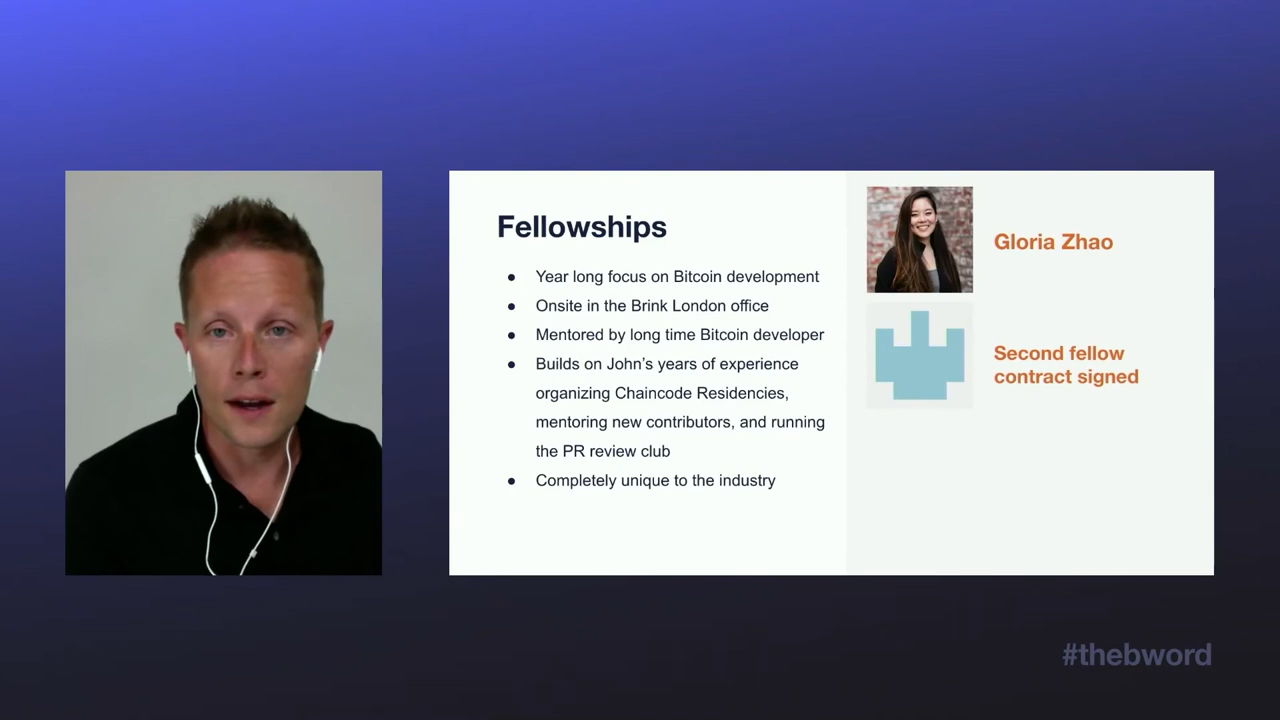 Fellowships
● Year long focus on Bitcoin development
● Onsite in the Brink London office
● Mentored by long time Bitcoin developer
● Builds on John’s years of experience
organizing Chaincode Residencies,
mentoring new contributors, and running
the PR review club
● Completely unique to the industry
Gloria Zhao
Second fellow
contract signed
#thebword